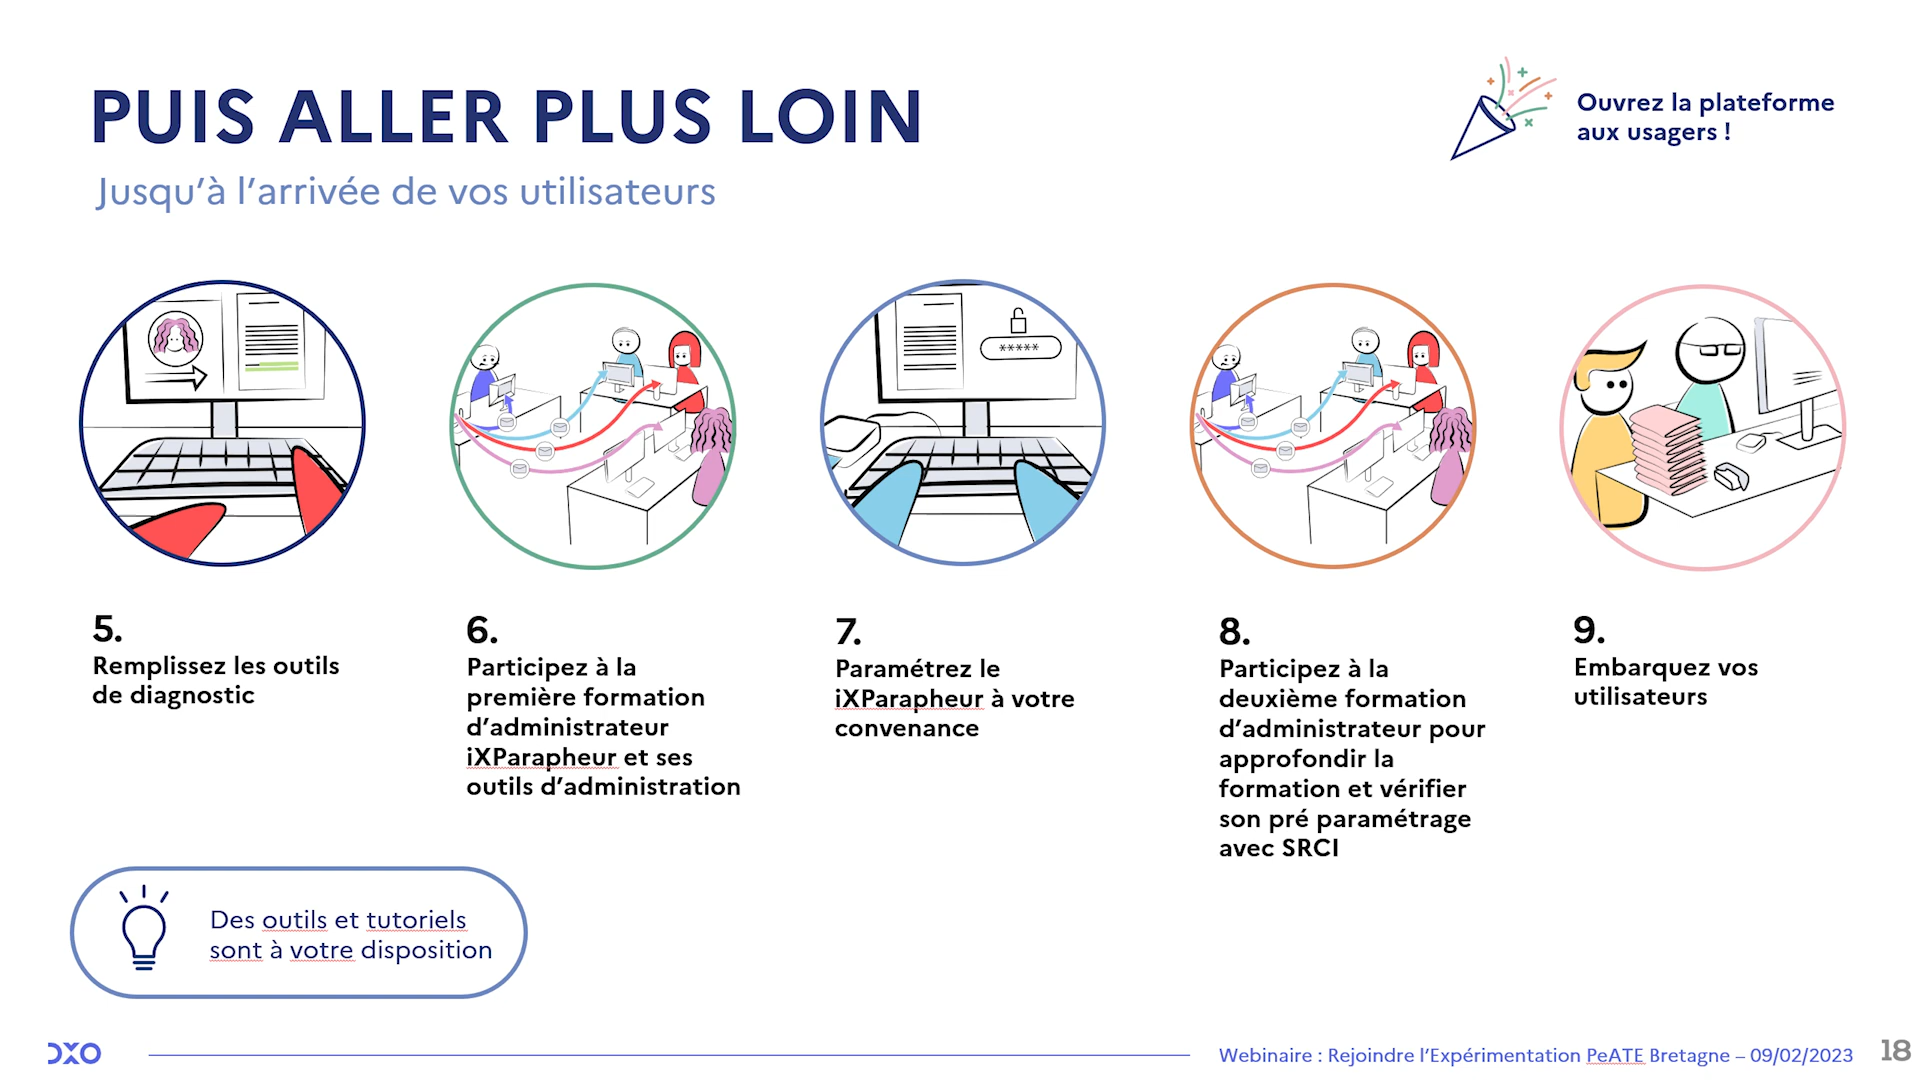 PUIS ALLER PLUS LOIN
Jusqu'à l'arrivée de vos utilisateurs
Ouvrez la plateforme
aux usagers !
*****
5.
Remplissez les outils
de diagnostic
6.
Participez à la
première formation
d'administrateur
iXParapheur et ses
outils d'administration
7.
Paramétrez le
iXParapheur à votre
convenance
8.
Participez à la
deuxième formation
d'administrateur pour
approfondir la
formation et vérifier
son pré paramétrage
avec SRCI
9.
Embarquez vos
utilisateurs
Des outils et tutoriels
sont à votre disposition
OXO
Webinaire : Rejoindre l'Expérimentation PeATE Bretagne – 09/02/2023
18